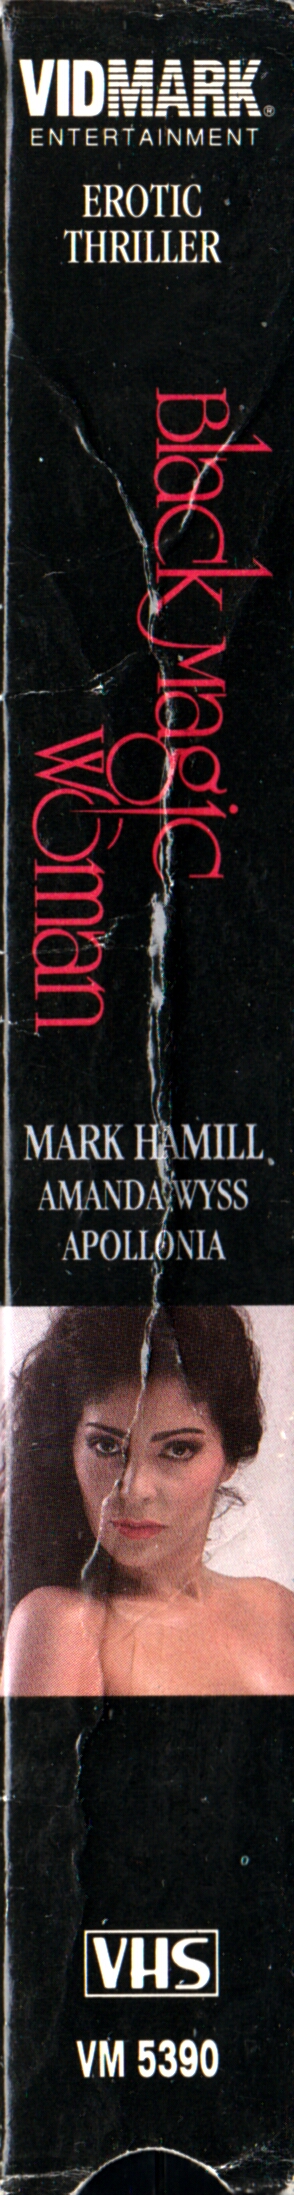 VIDMARK®
ENTERTAINMENT
EROTIC
THRILLER
Black Magic
Woman
MARK HAMILL
AMANDA WYSS
APOLLONIA
VHS
VM 5390